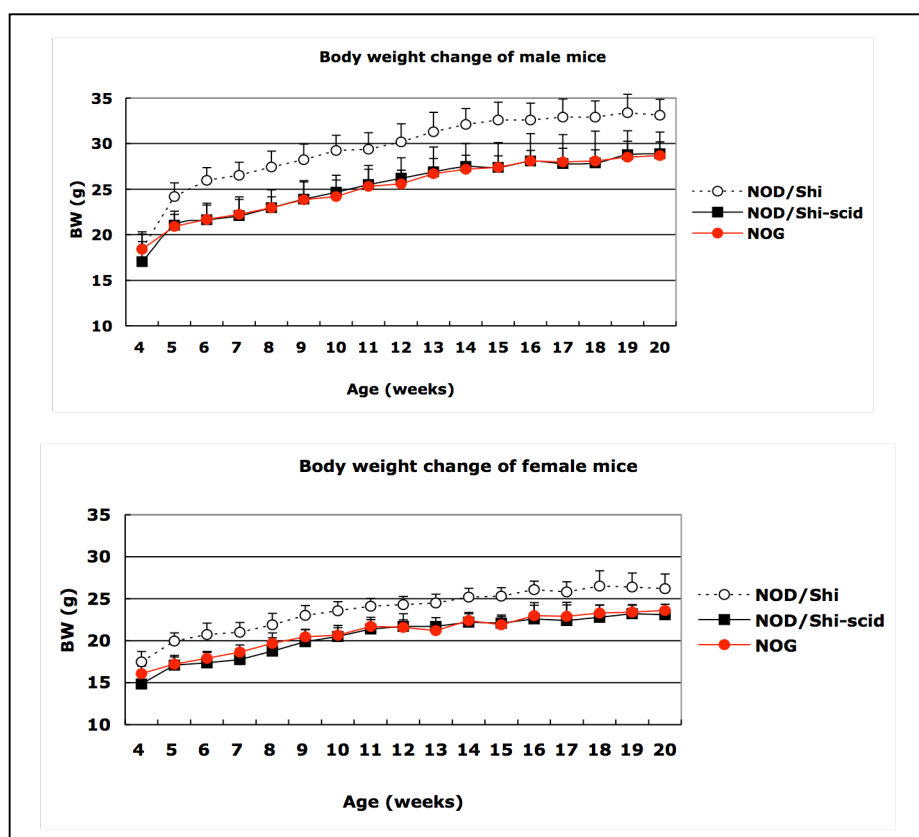 Body weight change of male mice
35
30
25
20
15
10
BW (g)
4 5 6 7 8 9 10 11 12 13 14 15 16 17 18 19 20
Age (weeks)
NOD/Shi
NOD/Shi-scid
NOG
Body weight change of female mice
35
30
25
20
15
10
BW (g)
4 5 6 7 8 9 10 11 12 13 14 15 16 17 18 19 20
Age (weeks)
NOD/Shi
NOD/Shi-scid
NOG